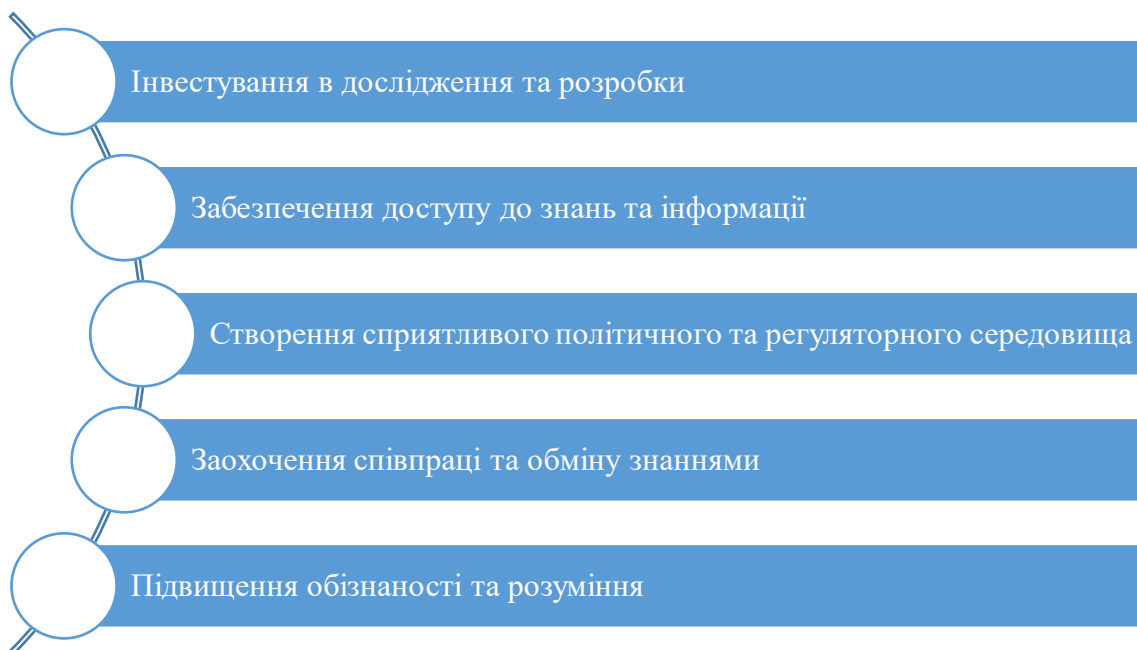 Інвестування в дослідження та розробки
Забезпечення доступу до знань та інформації
Створення сприятливого політичного та регуляторного середовища
Заохочення співпраці та обміну знаннями
Підвищення обізнаності та розуміння